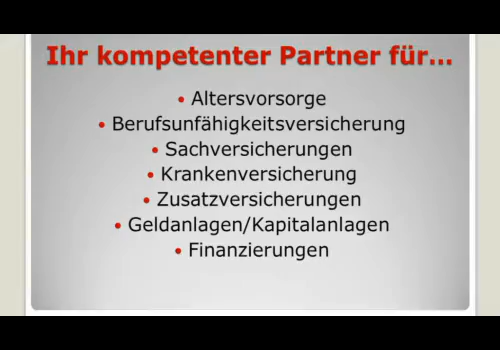 Ihr kompetenter Partner für...
• Altersvorsorge
• Berufsunfähigkeitsversicherung
• Sachversicherungen
• Krankenversicherung
• Zusatzversicherungen
• Geldanlagen/Kapitalanlagen
• Finanzierungen